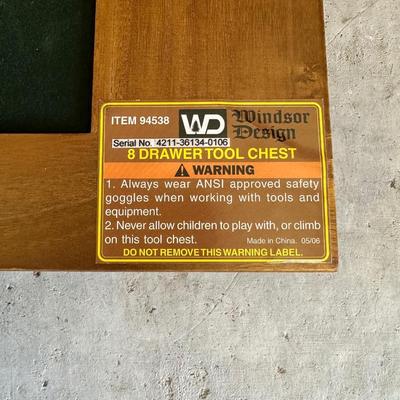 ITEM 94538
WD
Windsor
Design
Serial No. 4211-36134-0106
8 DRAWER TOOL CHEST
WARNING
1. Always wear ANSI approved safety
goggles when working with tools and
equipment.
2. Never allow children to play with, or climb
on this tool chest.
Made in China. 05/06
DO NOT REMOVE THIS WARNING LABEL.